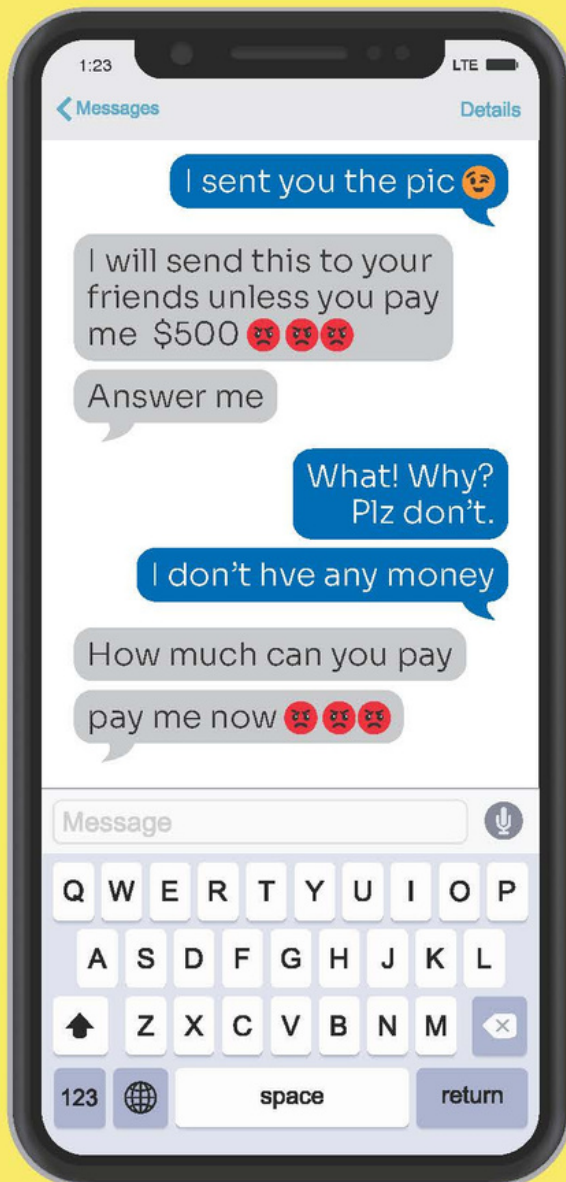 1:23
LTE
Messages
Details
I sent you the pic 😉
I will send this to your
friends unless you pay
me $500 😡 😡 😡
Answer me
What! Why?
Plz don't.
I don't hve any money
How much can you pay
pay me now 😡 😡 😡
Message
Q W E R T Y U I O P
A S D F G H J K L
Z X C V B N M
123 space return